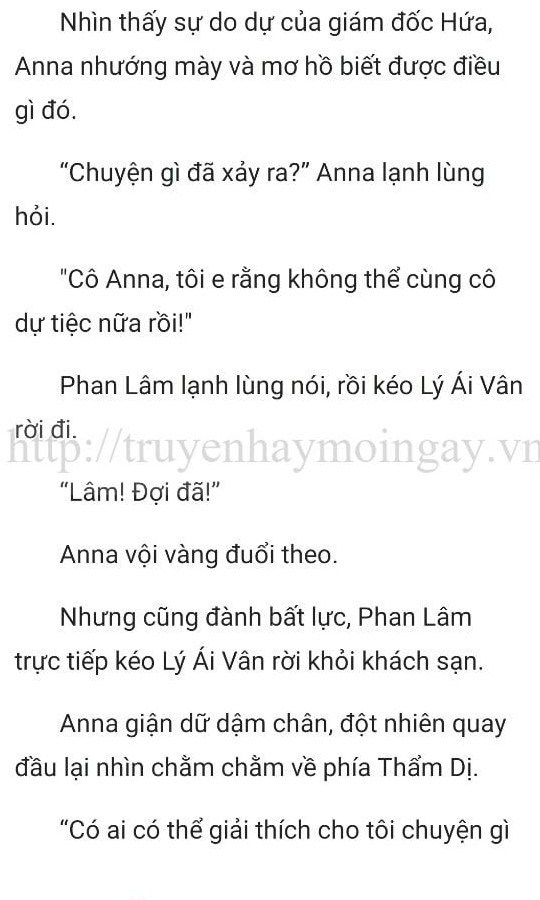 Nhìn thấy sự do dự của giám đốc Hứa,
Anna nhướng mày và mơ hồ biết được điều
gì đó.
“Chuyện gì đã xảy ra?” Anna lạnh lùng
hỏi.
"Cô Anna, tôi e rằng không thể cùng cô
dự tiệc nữa rồi!"
Phan Lâm lạnh lùng nói, rồi kéo Lý Ái Vân
rời đi.
http://truyenhaymoingay.vn
“Lâm! Đợi đã!”
Anna vội vàng đuổi theo.
Nhưng cũng đành bất lực, Phan Lâm
trực tiếp kéo Lý Ái Vân rời khỏi khách sạn.
Anna giận dữ dậm chân, đột nhiên quay
đầu lại nhìn chằm chằm về phía Thẩm Dị.
“Có ai có thể giải thích cho tôi chuyện gì